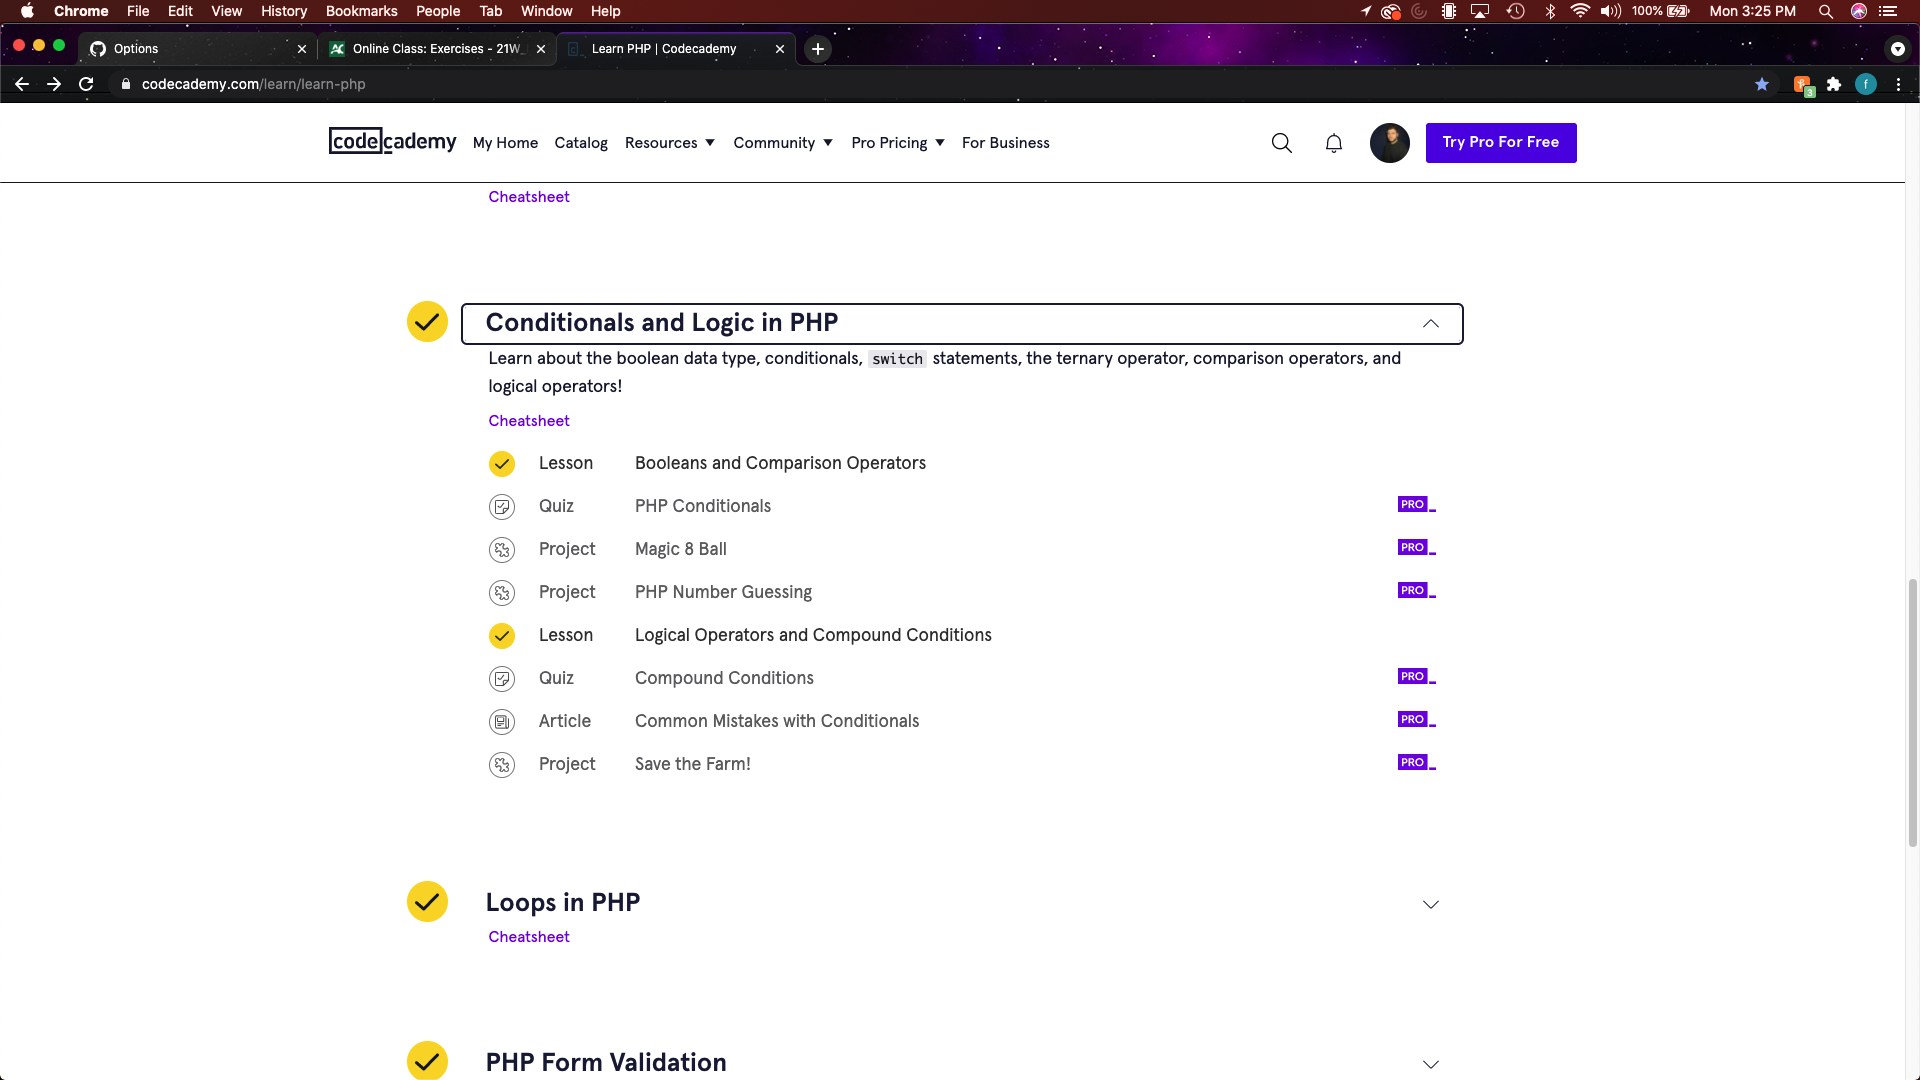 Chrome File Edit View History Bookmarks People Tab Window Help 100% Mon 3:25 PM
Options Online Class: Exercises - 21W_ Learn PHP | Codecademy
codecademy.com/learn/learn-php 3 f
codecademy My Home Catalog Resources Community Pro Pricing For Business Try Pro For Free
Cheatsheet
Conditionals and Logic in PHP
Learn about the boolean data type, conditionals, switch statements, the ternary operator, comparison operators, and
logical operators!
Cheatsheet
Lesson Booleans and Comparison Operators
Quiz PHP Conditionals PRO
Project Magic 8 Ball PRO
Project PHP Number Guessing PRO
Lesson Logical Operators and Compound Conditions
Quiz Compound Conditions PRO
Article Common Mistakes with Conditionals PRO
Project Save the Farm! PRO
Loops in PHP
Cheatsheet
PHP Form Validation